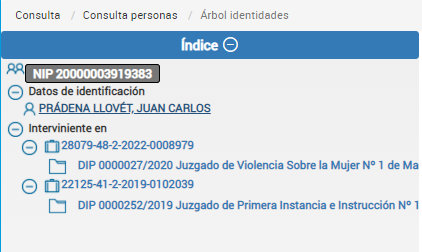 Consulta / Consulta personas / Árbol identidades
Índice
NIP 20000003919383
Datos de identificación
PRÁDENA LLOVÉT, JUAN CARLOS
Interviniente en
28079-48-2-2022-0008979
DIP 0000027/2020 Juzgado de Violencia Sobre la Mujer Nº 1 de Ma
22125-41-2-2019-0102039
DIP 0000252/2019 Juzgado de Primera Instancia e Instrucción Nº 1